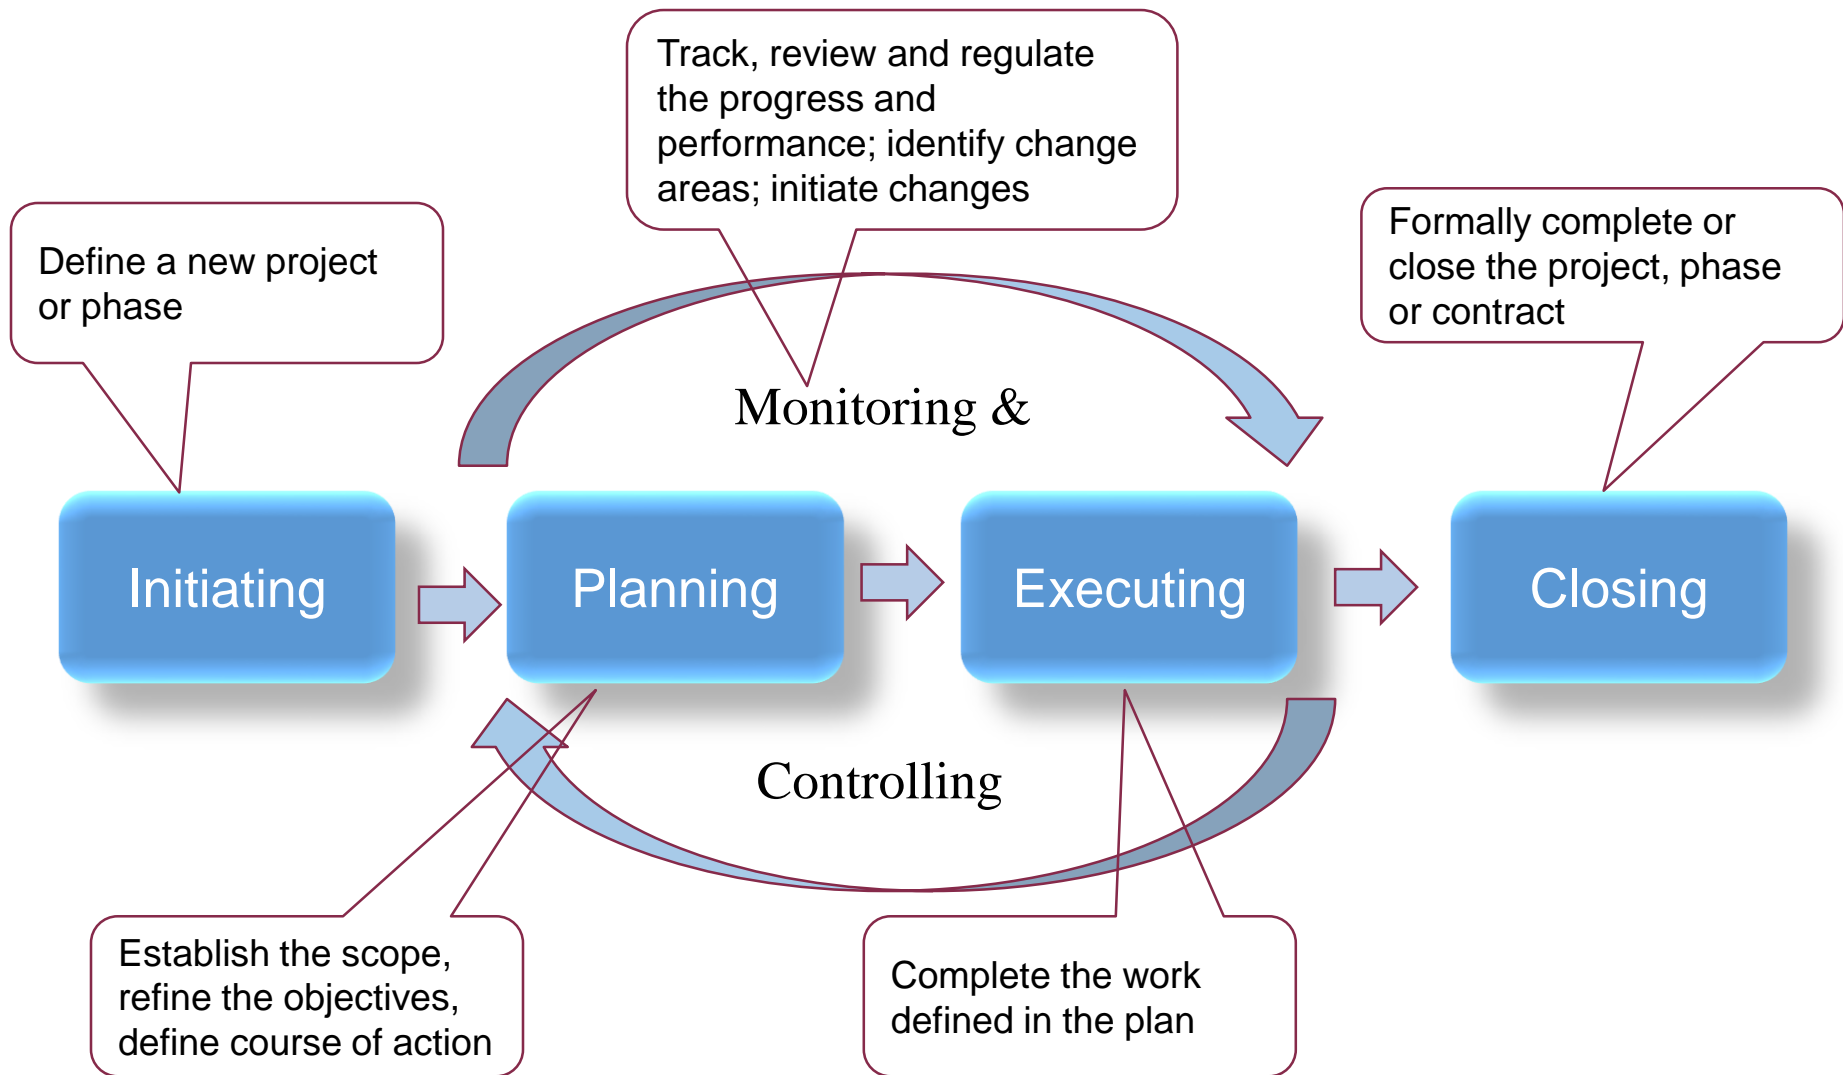 Track, review and regulate
the progress and
performance; identify change
areas; initiate changes
Define a new project
or phase
Formally complete or
close the project, phase
or contract
Monitoring &
Initiating
Planning
Executing
Closing
Controlling
Establish the scope,
refine the objectives,
define course of action
Complete the work
defined in the plan